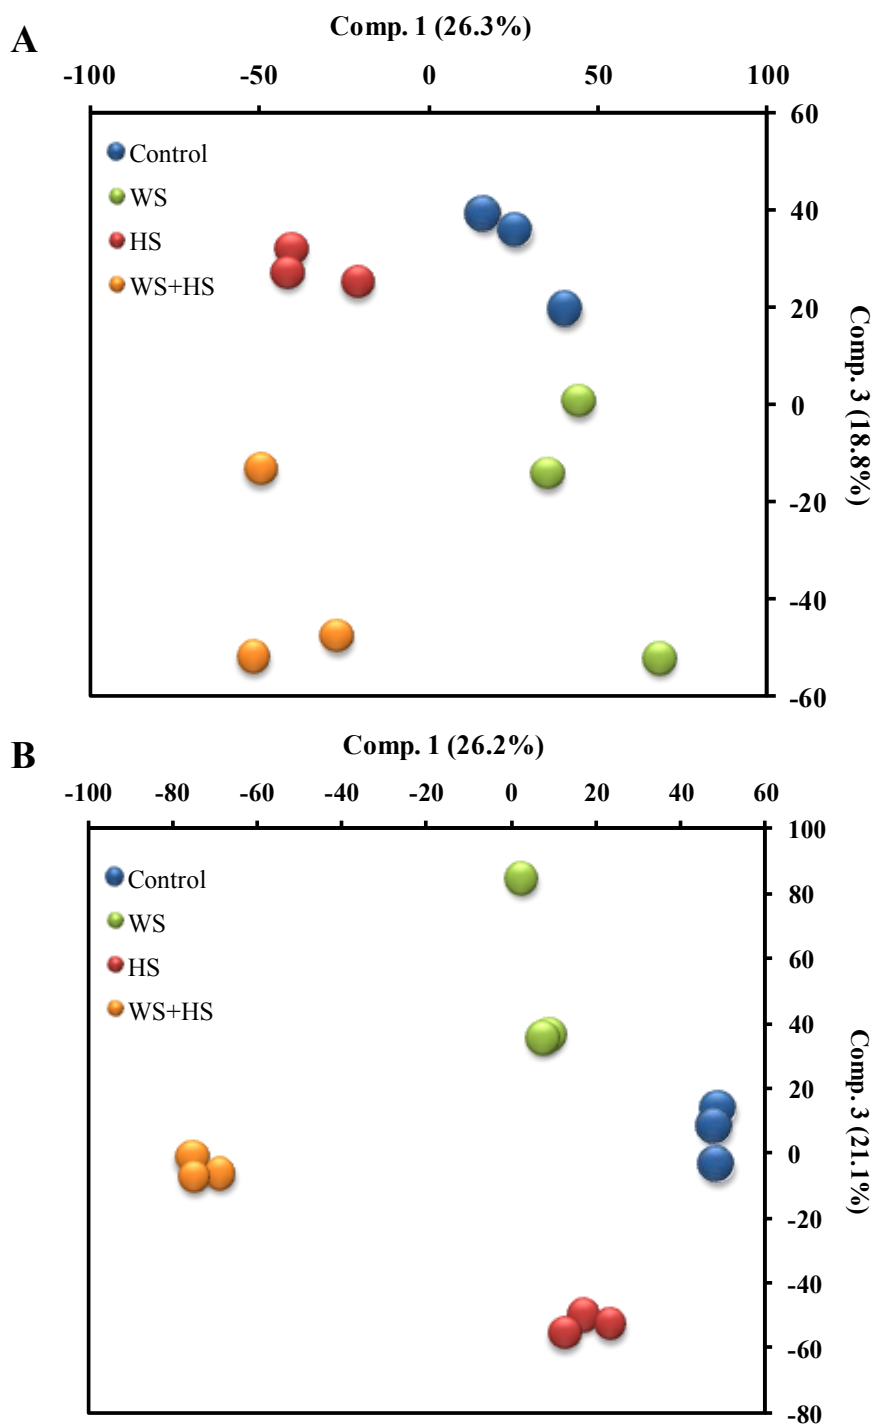 A
Comp. 1 (26.3%)
-100 -50 0 50 100
60
Control
WS
40
HS
WS+HS
20
Comp. 3 (18.8%)
0
-20
-40
-60
B
Comp. 1 (26.2%)
-100 -80 -60 -40 -20 0 20 40 60
100
Control
80
WS
HS
60
WS+HS
40
Comp. 3 (21.1%)
20
0
-20
-40
-60
-80